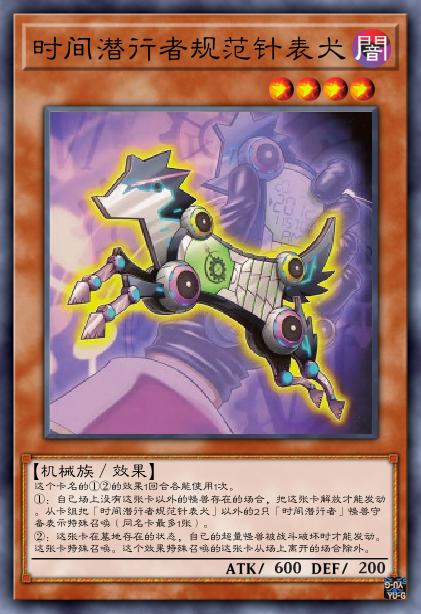 时间潜行者规范针表犬 闇
【机械族／效果】
这个卡名的①②的效果1回合各能使用1次。
①：自己场上没有这张卡以外的怪兽存在的场合，把这张卡解放才能发动
。从卡组把「时间潜行者规范针表犬」以外的2只「时间潜行者」怪兽守
备表示特殊召唤（同名卡最多1张）。
②：这张卡在墓地存在的状态，自己的超量怪兽被战斗破坏时才能发动。
这张卡特殊召唤。这个效果特殊召唤的这张卡从场上离开的场合除外。
ATK/ 600 DEF/ 200